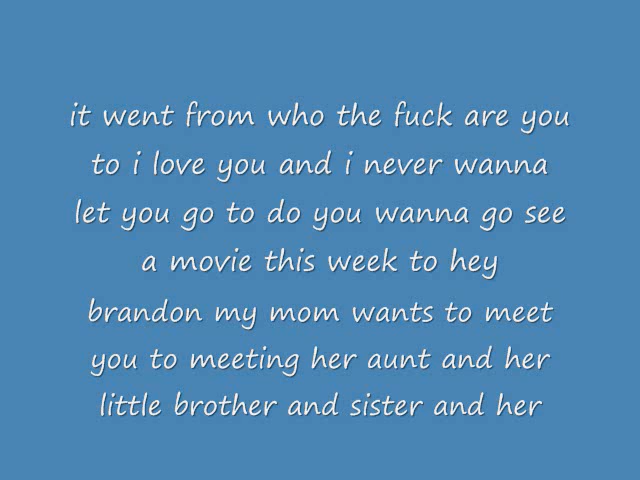 it went from who the fuck are you
to i love you and i never wanna
let you go to do you wanna go see
a movie this week to hey
brandon my mom wants to meet
you to meeting her aunt and her
little brother and sister and her